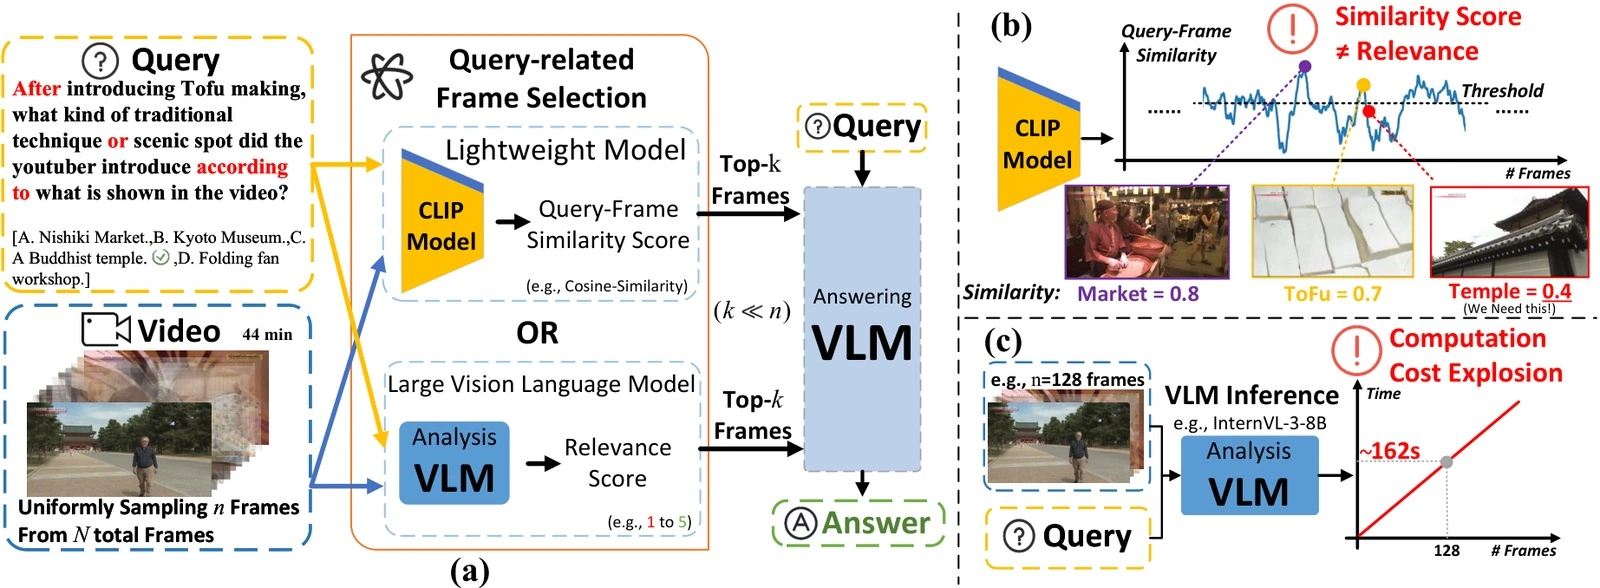 ? Query
After introducing Tofu making,
what kind of traditional
technique or scenic spot did the
youtuber introduce according
to what is shown in the video?
[A. Nishiki Market.,B. Kyoto Museum.,C.
A Buddhist temple. ,D. Folding fan
workshop.]
Video 44 min
Uniformly Sampling n Frames
From N total Frames
Query-related
Frame Selection
Lightweight Model
CLIP
Model
Query-Frame
Similarity Score
(e.g., Cosine-Similarity)
OR
Large Vision Language Model
Analysis
VLM
Relevance
Score
(e.g., 1 to 5)
Top-k
Frames
(k ≪ n)
Top-k
Frames
? Query
Answering
VLM
A Answer
(a)
(b)
Query-Frame
Similarity
! Similarity Score
≠ Relevance
CLIP
Model
......
Threshold
......
# Frames
Similarity: Market = 0.8 ToFu = 0.7 Temple = 0.4
(We Need this!)
(c)
e.g., n=128 frames
? Query
VLM Inference
e.g., InternVL-3-8B
Analysis
VLM
! Computation
Cost Explosion
Time
~162s
128 # Frames